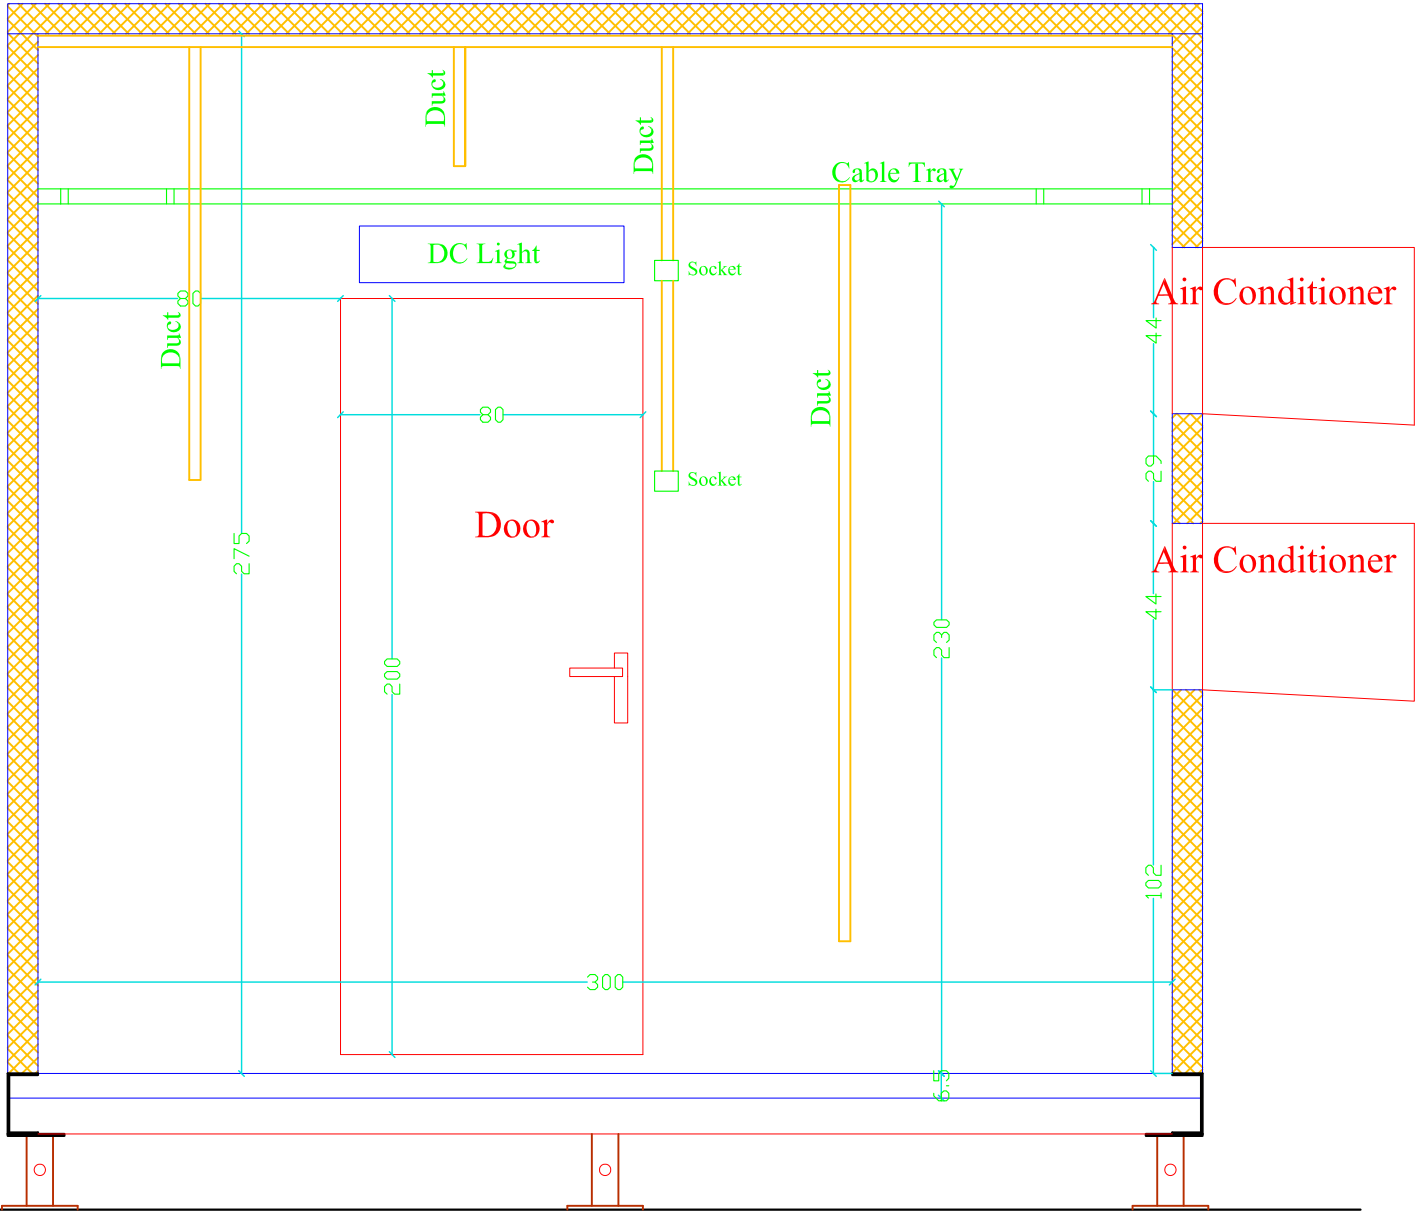 Duct
Duct
Cable Tray
DC Light
Socket
Air Conditioner
80
Duct
44
Duct
80
29
Socket
Door
275
Air Conditioner
44
230
200
102
300
6.5